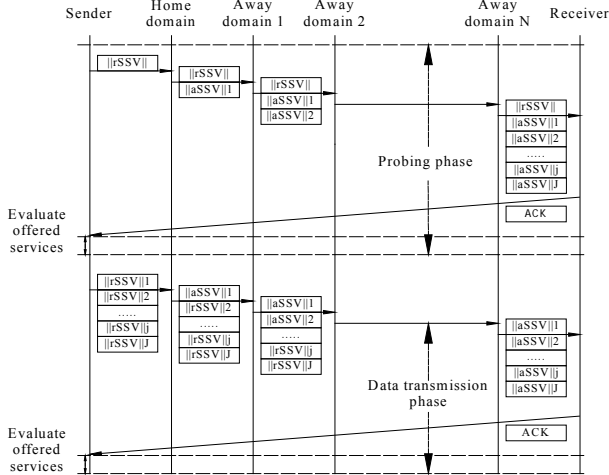 Sender
Home domain
Away domain 1
Away domain 2
Away domain N
Receiver
||rSSV||
||rSSV||
||aSSV||1
||rSSV||
||aSSV||1
||aSSV||2
||rSSV||
||aSSV||1
||aSSV||2
.....
||aSSV||j
||aSSV||J
Probing phase
ACK
Evaluate
offered
services
||rSSV||1
||rSSV||2
.....
||rSSV||j
||rSSV||J
||aSSV||1
||rSSV||2
.....
||rSSV||j
||rSSV||J
||aSSV||1
||aSSV||2
.....
||rSSV||j
||rSSV||J
||aSSV||1
||aSSV||2
.....
||aSSV||j
||aSSV||J
Data transmission
phase
ACK
Evaluate
offered
services